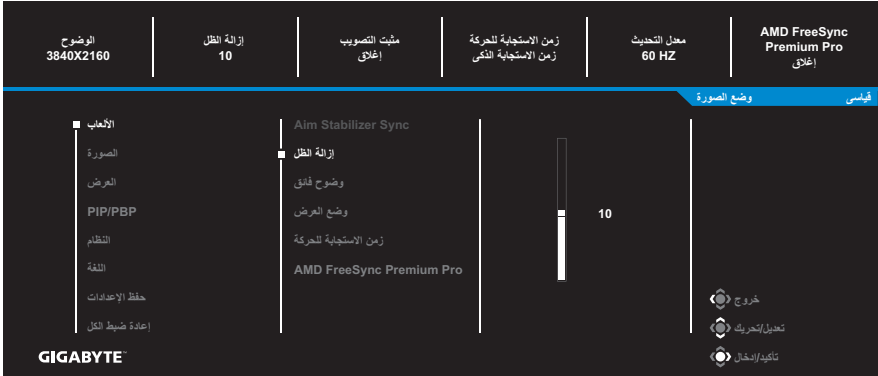 الوضوح
3840X2160
إزالة الظل
10
مثبت التصويب
إغلاق
زمن الاستجابة للحركة
زمن الاستجابة الذكى
معدل التحديث
60 HZ
AMD FreeSync
Premium Pro
إغلاق
وضع الصورة
قياسى
الألعاب
الصورة
العرض
PIP/PBP
النظام
اللغة
حفظ الإعدادات
إعادة ضبط الكل
Aim Stabilizer Sync
إزالة الظل
وضوح فائق
وضع العرض
زمن الاستجابة للحركة
AMD FreeSync Premium Pro
10
خروج
تعديل/تحريك
تأكيد/إدخال
GIGABYTE™